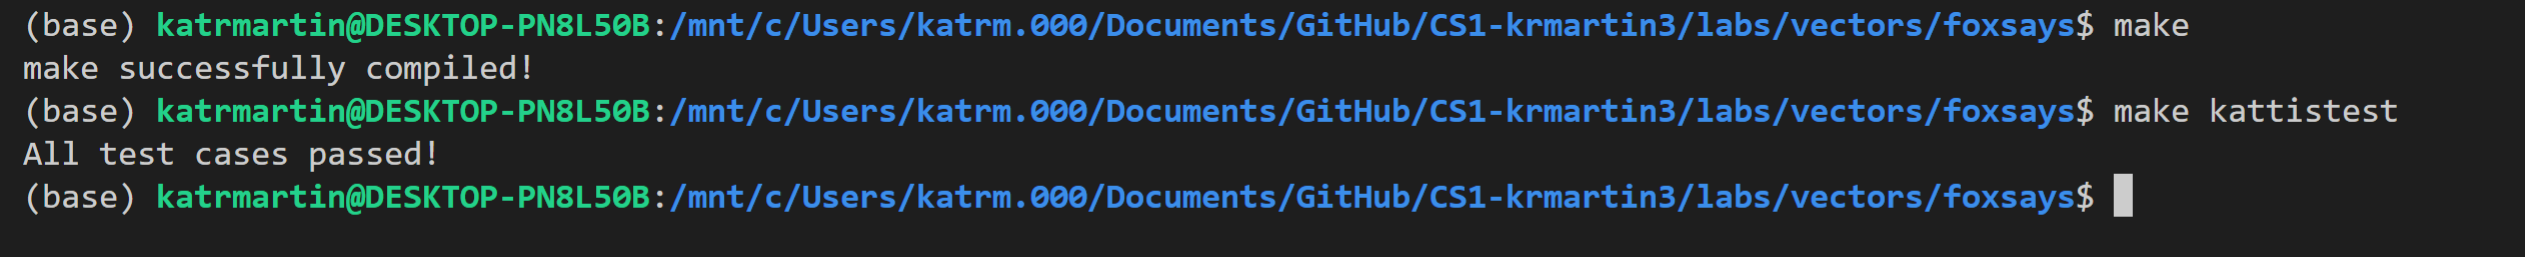 (base) katrmartin@DESKTOP-PN8L50B:/mnt/c/Users/katrm.000/Documents/GitHub/CS1-krmartin3/labs/vectors/foxsays$ make
make successfully compiled!
(base) katrmartin@DESKTOP-PN8L50B:/mnt/c/Users/katrm.000/Documents/GitHub/CS1-krmartin3/labs/vectors/foxsays$ make kattistest
All test cases passed!
(base) katrmartin@DESKTOP-PN8L50B:/mnt/c/Users/katrm.000/Documents/GitHub/CS1-krmartin3/labs/vectors/foxsays$